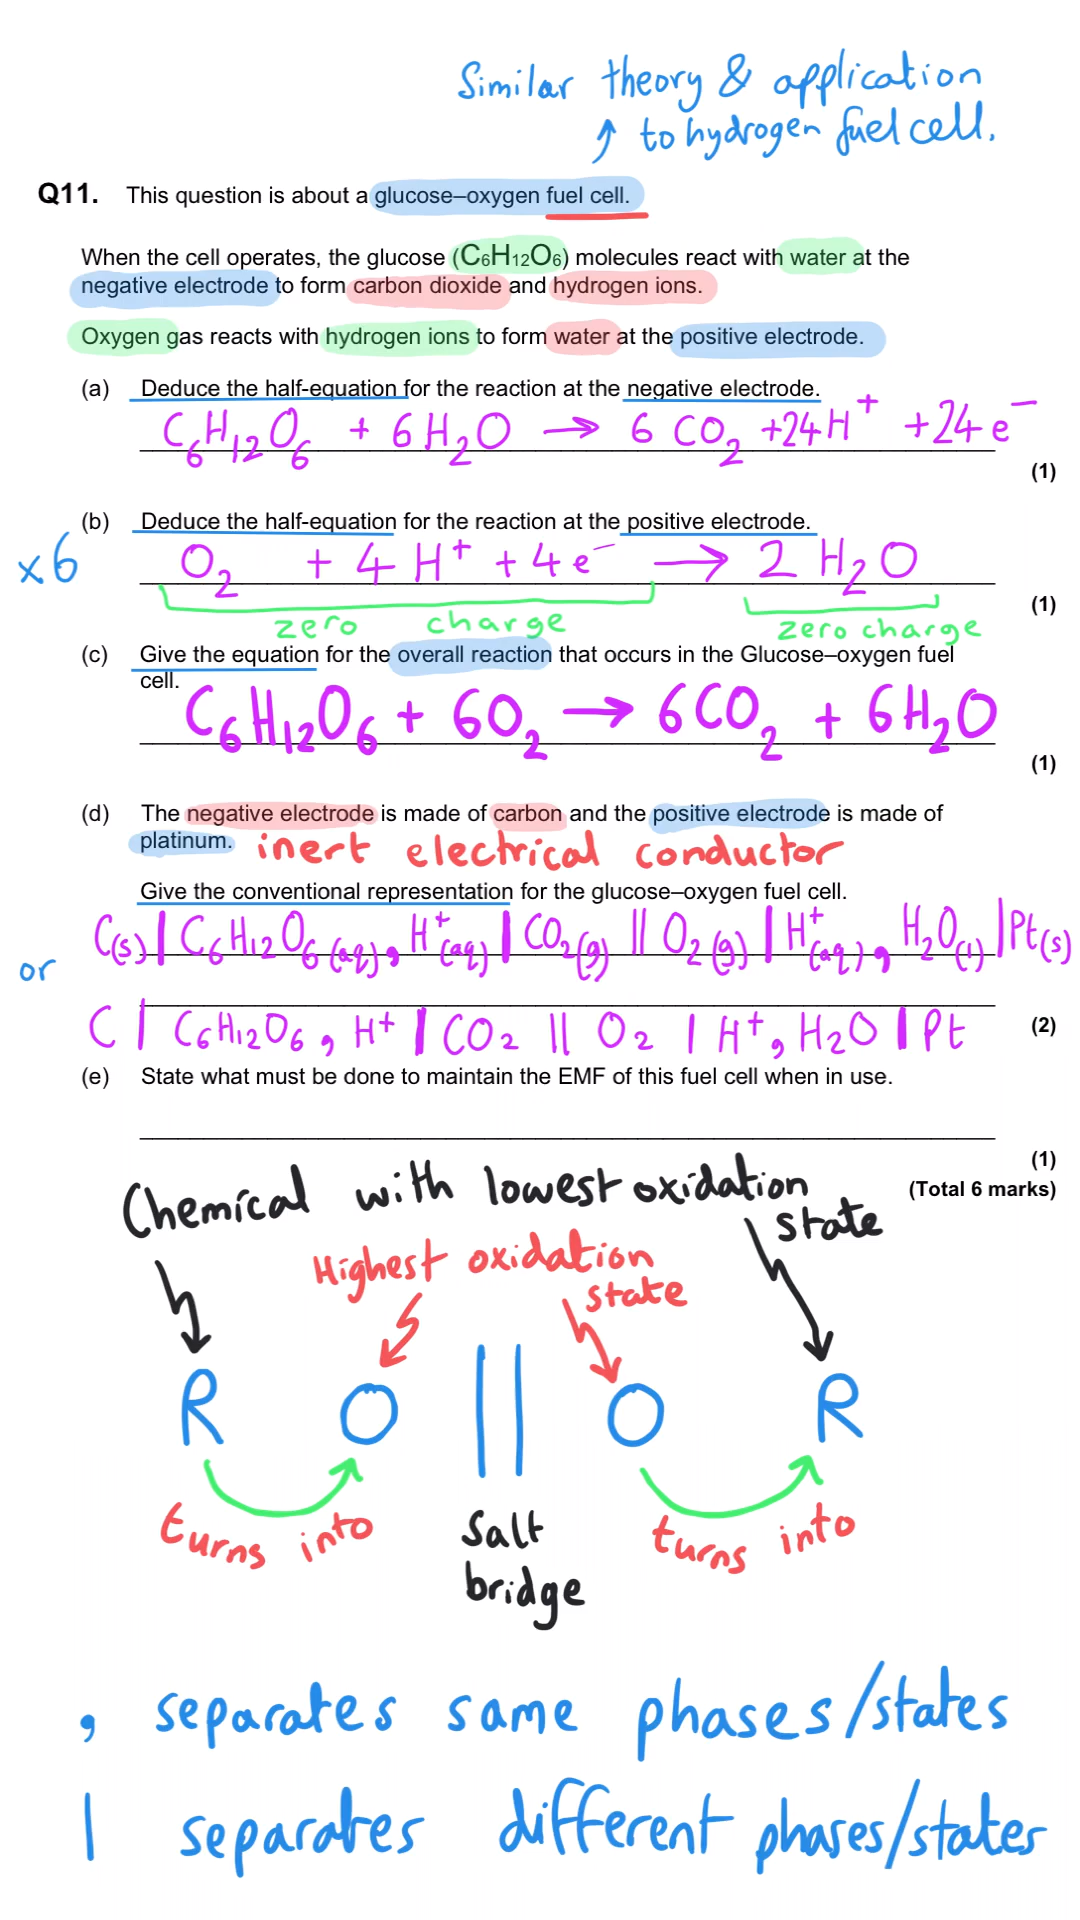 Similar theory & application
↑ to hydrogen fuel cell.
Q11. This question is about a glucose–oxygen fuel cell.
When the cell operates, the glucose (C₆H₁₂O₆) molecules react with water at the
negative electrode to form carbon dioxide and hydrogen ions.
Oxygen gas reacts with hydrogen ions to form water at the positive electrode.
(a) Deduce the half-equation for the reaction at the negative electrode.
C₆H₁₂O₆ + 6H₂O → 6CO₂ +24H⁺ +24e⁻
(1)
(b) Deduce the half-equation for the reaction at the positive electrode.
×6 O₂ + 4H⁺ + 4e⁻ → 2H₂O
(1)
zero charge zero charge
(c) Give the equation for the overall reaction that occurs in the Glucose–oxygen fuel
cell.
C₆H₁₂O₆ + 6O₂ → 6CO₂ + 6H₂O
(1)
(d) The negative electrode is made of carbon and the positive electrode is made of
platinum. inert electrical conductor
Give the conventional representation for the glucose–oxygen fuel cell.
C(s) | C₆H₁₂O₆(aq), H⁺(aq) | CO₂(g) || O₂(g) | H⁺(aq), H₂O(l) | Pt(s)
or
C | C₆H₁₂O₆, H⁺ | CO₂ || O₂ | H⁺, H₂O | Pt
(2)
(e) State what must be done to maintain the EMF of this fuel cell when in use.
(1)
(Total 6 marks)
Chemical with lowest oxidation
state
Highest oxidation
state
R O || O R
turns into Salt turns into
bridge
, separates same phases/states
| separates different phases/states